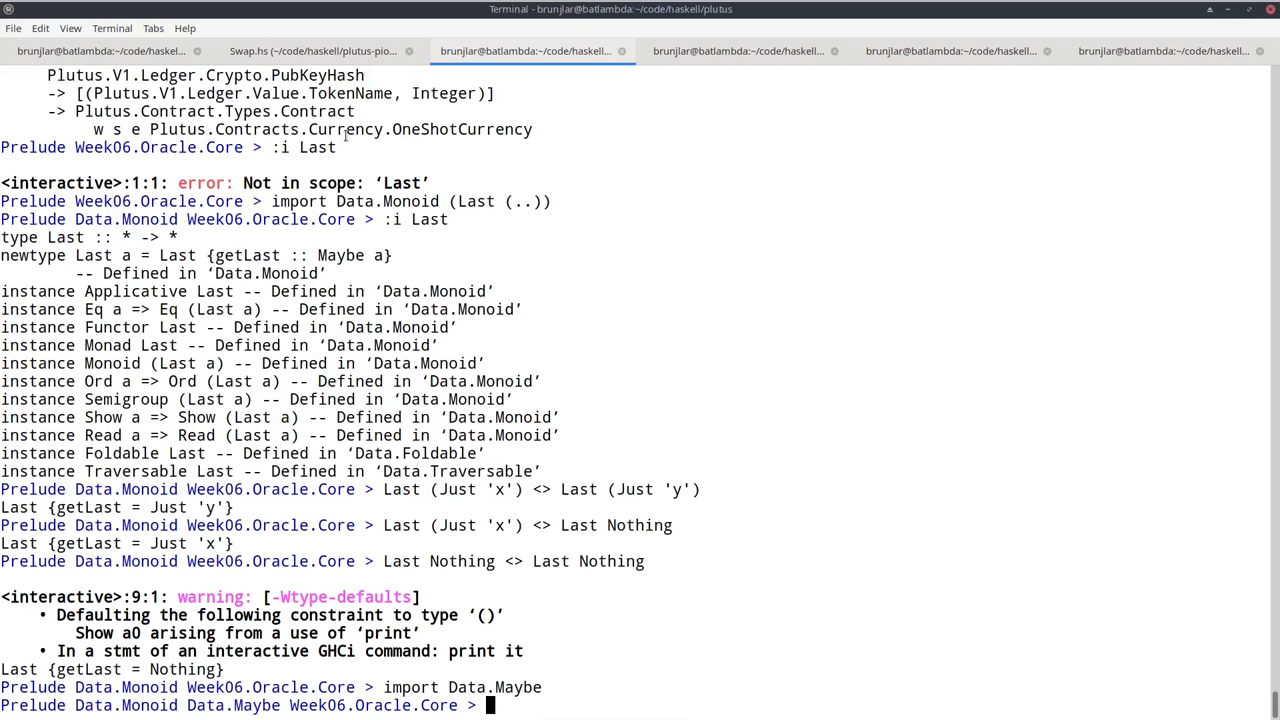 Terminal - brunjlar@batlambda:~/code/haskell/plutus
File Edit View Terminal Tabs Help
brunjlar@batlambda:~/code/haskell... Swap.hs (~/code/haskell/plutus-pio... brunjlar@batlambda:~/code/haskell... brunjlar@batlambda:~/code/haskell... brunjlar@batlambda:~/code/haskell... brunjlar@batlambda:~/code/haskell...
Plutus.V1.Ledger.Crypto.PubKeyHash
-> [(Plutus.V1.Ledger.Value.TokenName, Integer)]
-> Plutus.Contract.Types.Contract
w s e Plutus.Contracts.Currency.OneShotCurrency
Prelude Week06.Oracle.Core > :i Last
<interactive>:1:1: error: Not in scope: ‘Last’
Prelude Week06.Oracle.Core > import Data.Monoid (Last (..))
Prelude Data.Monoid Week06.Oracle.Core > :i Last
type Last :: * -> *
newtype Last a = Last {getLast :: Maybe a}
-- Defined in ‘Data.Monoid’
instance Applicative Last -- Defined in ‘Data.Monoid’
instance Eq a => Eq (Last a) -- Defined in ‘Data.Monoid’
instance Functor Last -- Defined in ‘Data.Monoid’
instance Monad Last -- Defined in ‘Data.Monoid’
instance Monoid (Last a) -- Defined in ‘Data.Monoid’
instance Ord a => Ord (Last a) -- Defined in ‘Data.Monoid’
instance Semigroup (Last a) -- Defined in ‘Data.Monoid’
instance Show a => Show (Last a) -- Defined in ‘Data.Monoid’
instance Read a => Read (Last a) -- Defined in ‘Data.Monoid’
instance Foldable Last -- Defined in ‘Data.Foldable’
instance Traversable Last -- Defined in ‘Data.Traversable’
Prelude Data.Monoid Week06.Oracle.Core > Last (Just 'x') <> Last (Just 'y')
Last {getLast = Just 'y'}
Prelude Data.Monoid Week06.Oracle.Core > Last (Just 'x') <> Last Nothing
Last {getLast = Just 'x'}
Prelude Data.Monoid Week06.Oracle.Core > Last Nothing <> Last Nothing
<interactive>:9:1: warning: [-Wtype-defaults]
• Defaulting the following constraint to type ‘()’
Show a0 arising from a use of ‘print’
• In a stmt of an interactive GHCi command: print it
Last {getLast = Nothing}
Prelude Data.Monoid Week06.Oracle.Core > import Data.Maybe
Prelude Data.Monoid Data.Maybe Week06.Oracle.Core >